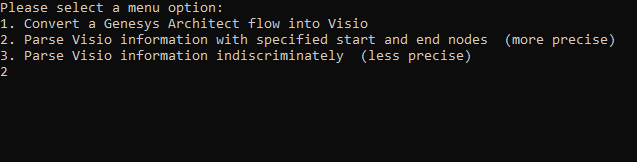 Please select a menu option:
1. Convert a Genesys Architect flow into Visio
2. Parse Visio information with specified start and end nodes  (more precise)
3. Parse Visio information indiscriminately  (less precise)
2